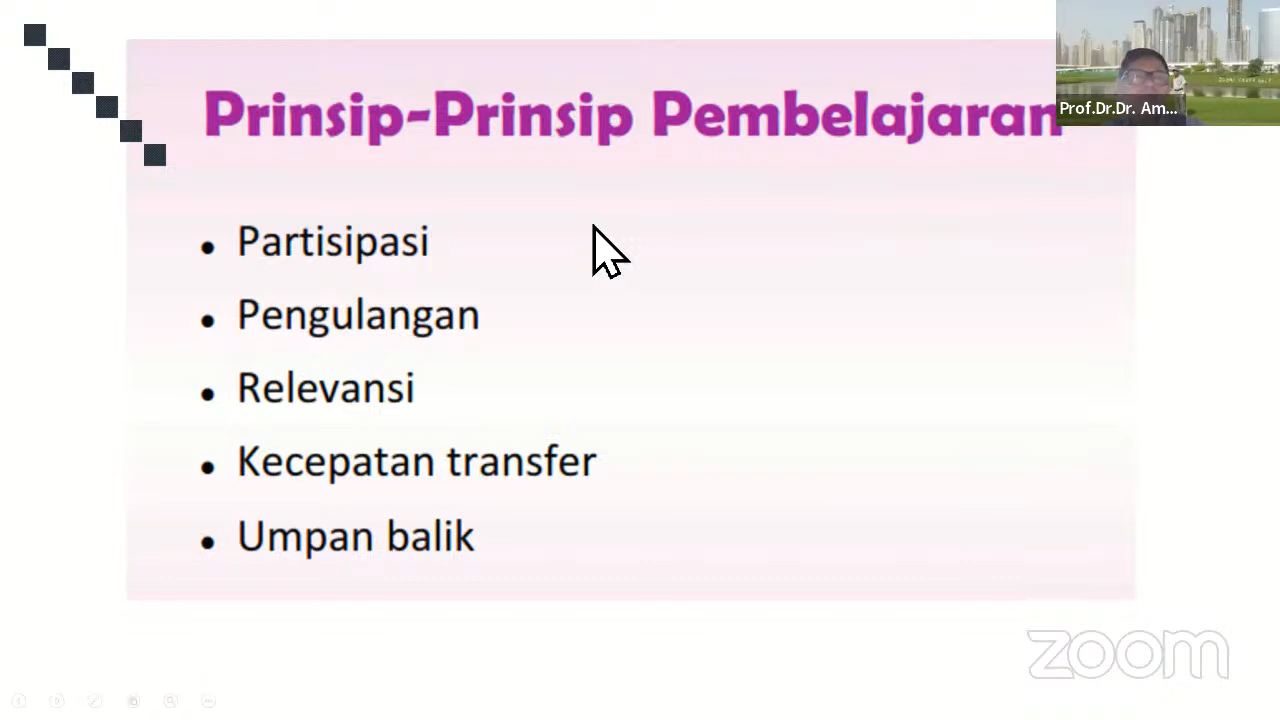 Prinsip-Prinsip Pembelajaran
Prof.Dr.Dr. Am...
Partisipasi
Pengulangan
Relevansi
Kecepatan transfer
Umpan balik
zoom